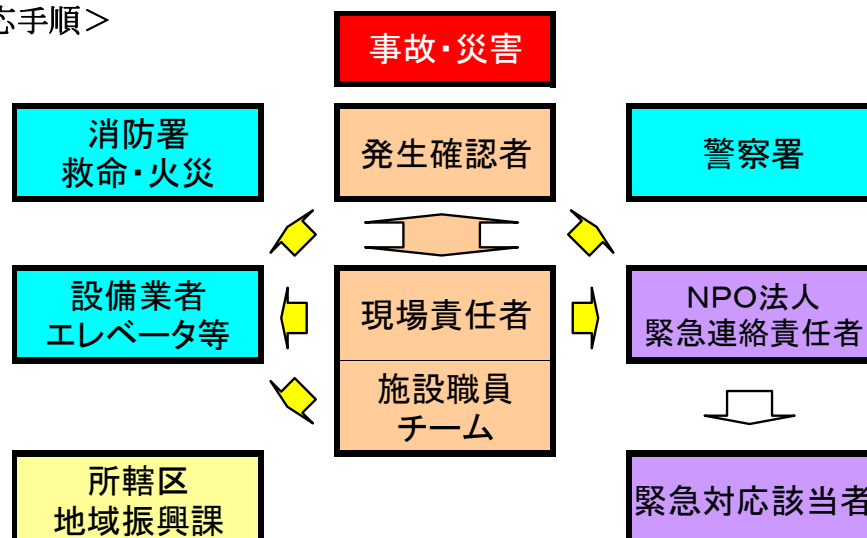 応手順＞
事故・災害
消防署
救命・火災
発生確認者
警察署
設備業者
エレベータ等
現場責任者
NPO法人
緊急連絡責任者
施設職員
チーム
所轄区
地域振興課
緊急対応該当者